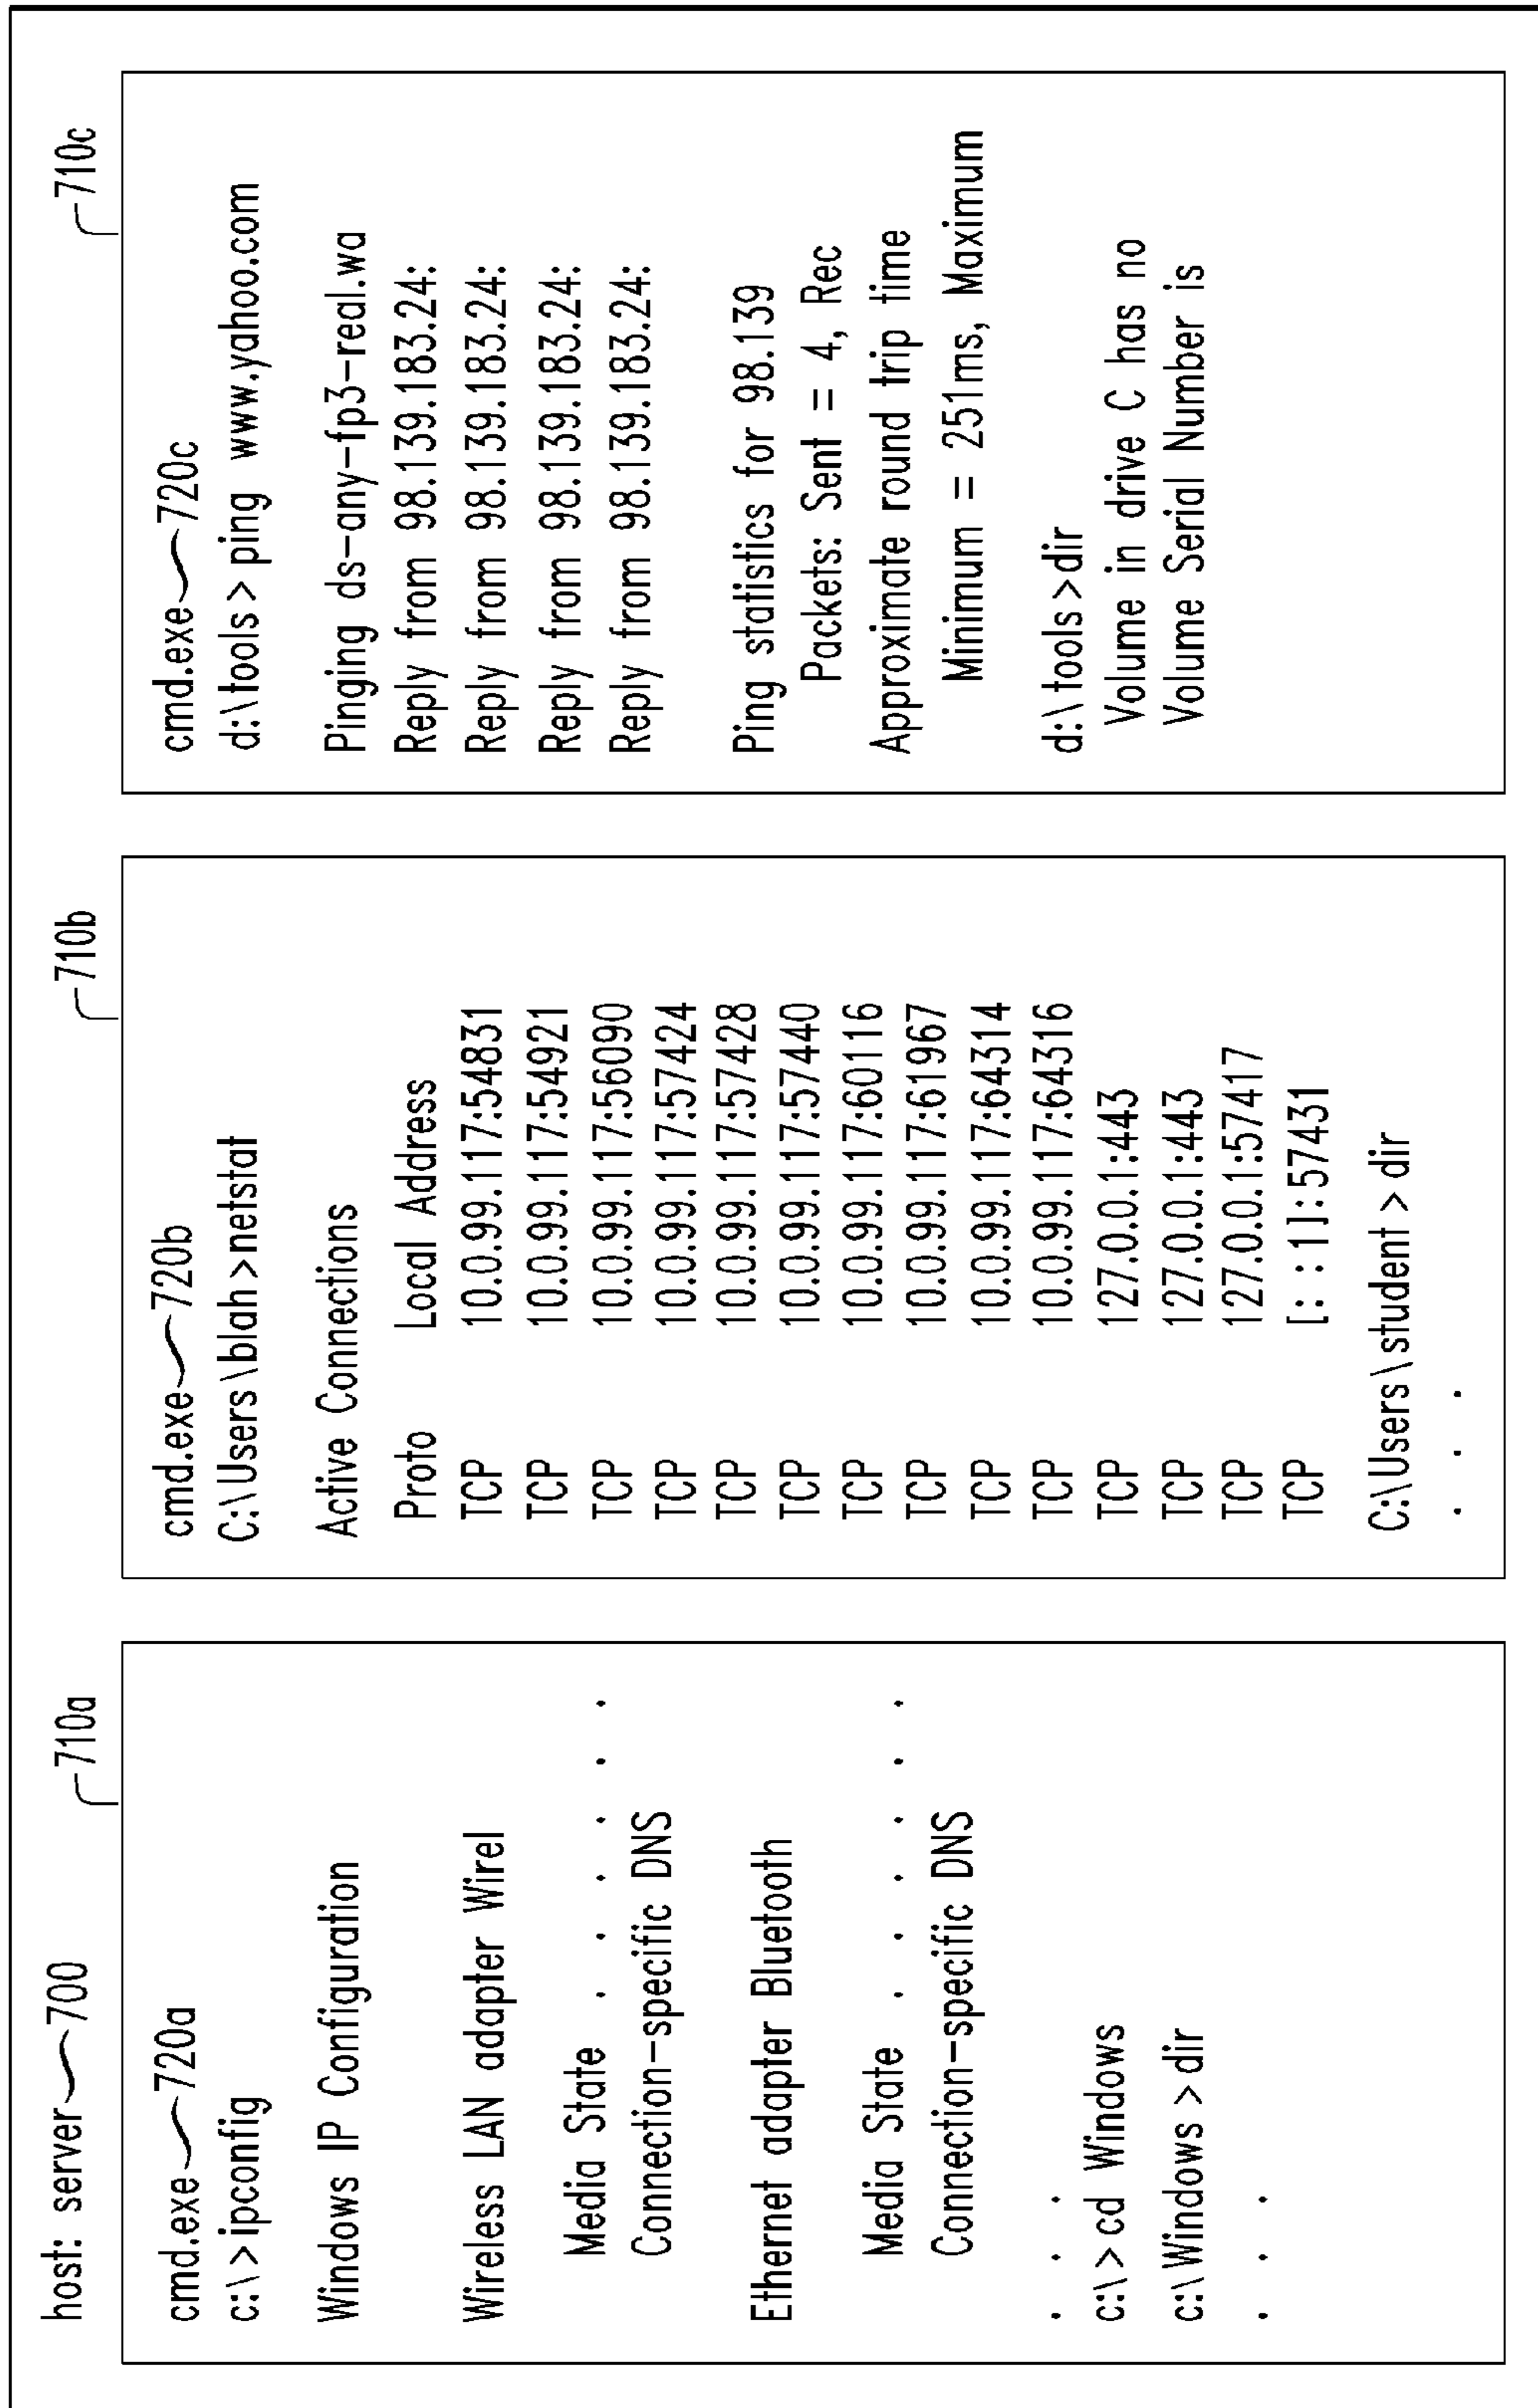 host: server 700
710a
cmd.exe 720a
c:\>ipconfig
Windows IP Configuration
Wireless LAN adapter Wirel
Media State . . . . . .
Connection-specific DNS
Ethernet adapter Bluetooth
Media State . . . . . .
Connection-specific DNS
. . .
c:\>cd Windows
c:\Windows>dir
. . .
710b
cmd.exe 720b
C:\Users\blah>netstat
Active Connections
Proto Local Address
TCP 10.0.99.117:54831
TCP 10.0.99.117:54921
TCP 10.0.99.117:56090
TCP 10.0.99.117:57424
TCP 10.0.99.117:57428
TCP 10.0.99.117:57440
TCP 10.0.99.117:60116
TCP 10.0.99.117:61967
TCP 10.0.99.117:64314
TCP 10.0.99.117:64316
TCP 127.0.0.1:443
TCP 127.0.0.1:443
TCP 127.0.0.1:57417
TCP [::1]:57431
C:\Users\student>dir
. . .
710c
cmd.exe 720c
d:\tools>ping www.yahoo.com
Pinging ds-any-fp3-real.wa
Reply from 98.139.183.24:
Reply from 98.139.183.24:
Reply from 98.139.183.24:
Reply from 98.139.183.24:
Ping statistics for 98.139
Packets: Sent = 4, Rec
Approximate round trip time
Minimum = 251ms, Maximum
d:\tools>dir
Volume in drive C has no
Volume Serial Number is